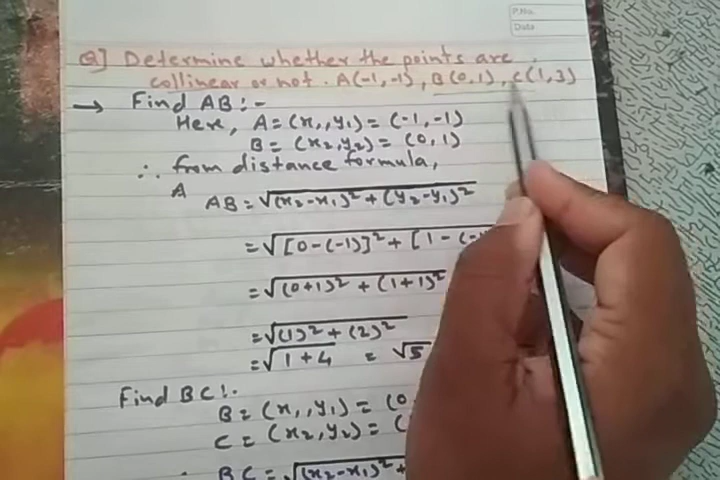 P.No.
Date
Q] Determine whether the points are
collinear or not. A(-1,-1), B(0,1), C(1,3)
→ Find AB:-
Here, A=(x₁,y₁)=(-1,-1)
B=(x₂,y₂)=(0,1)
∴ from distance formula,
A AB=√(x₂-x₁)²+(y₂-y₁)²
=√[0-(-1)]²+[1-(-
=√(0+1)²+(1+1)²
=√(1)²+(2)²
=√1+4 = √5
Find BC:.
B=(x₁,y₁)=(0,
C=(x₂,y₂)=(
BC=√(x₂-x₁)²+